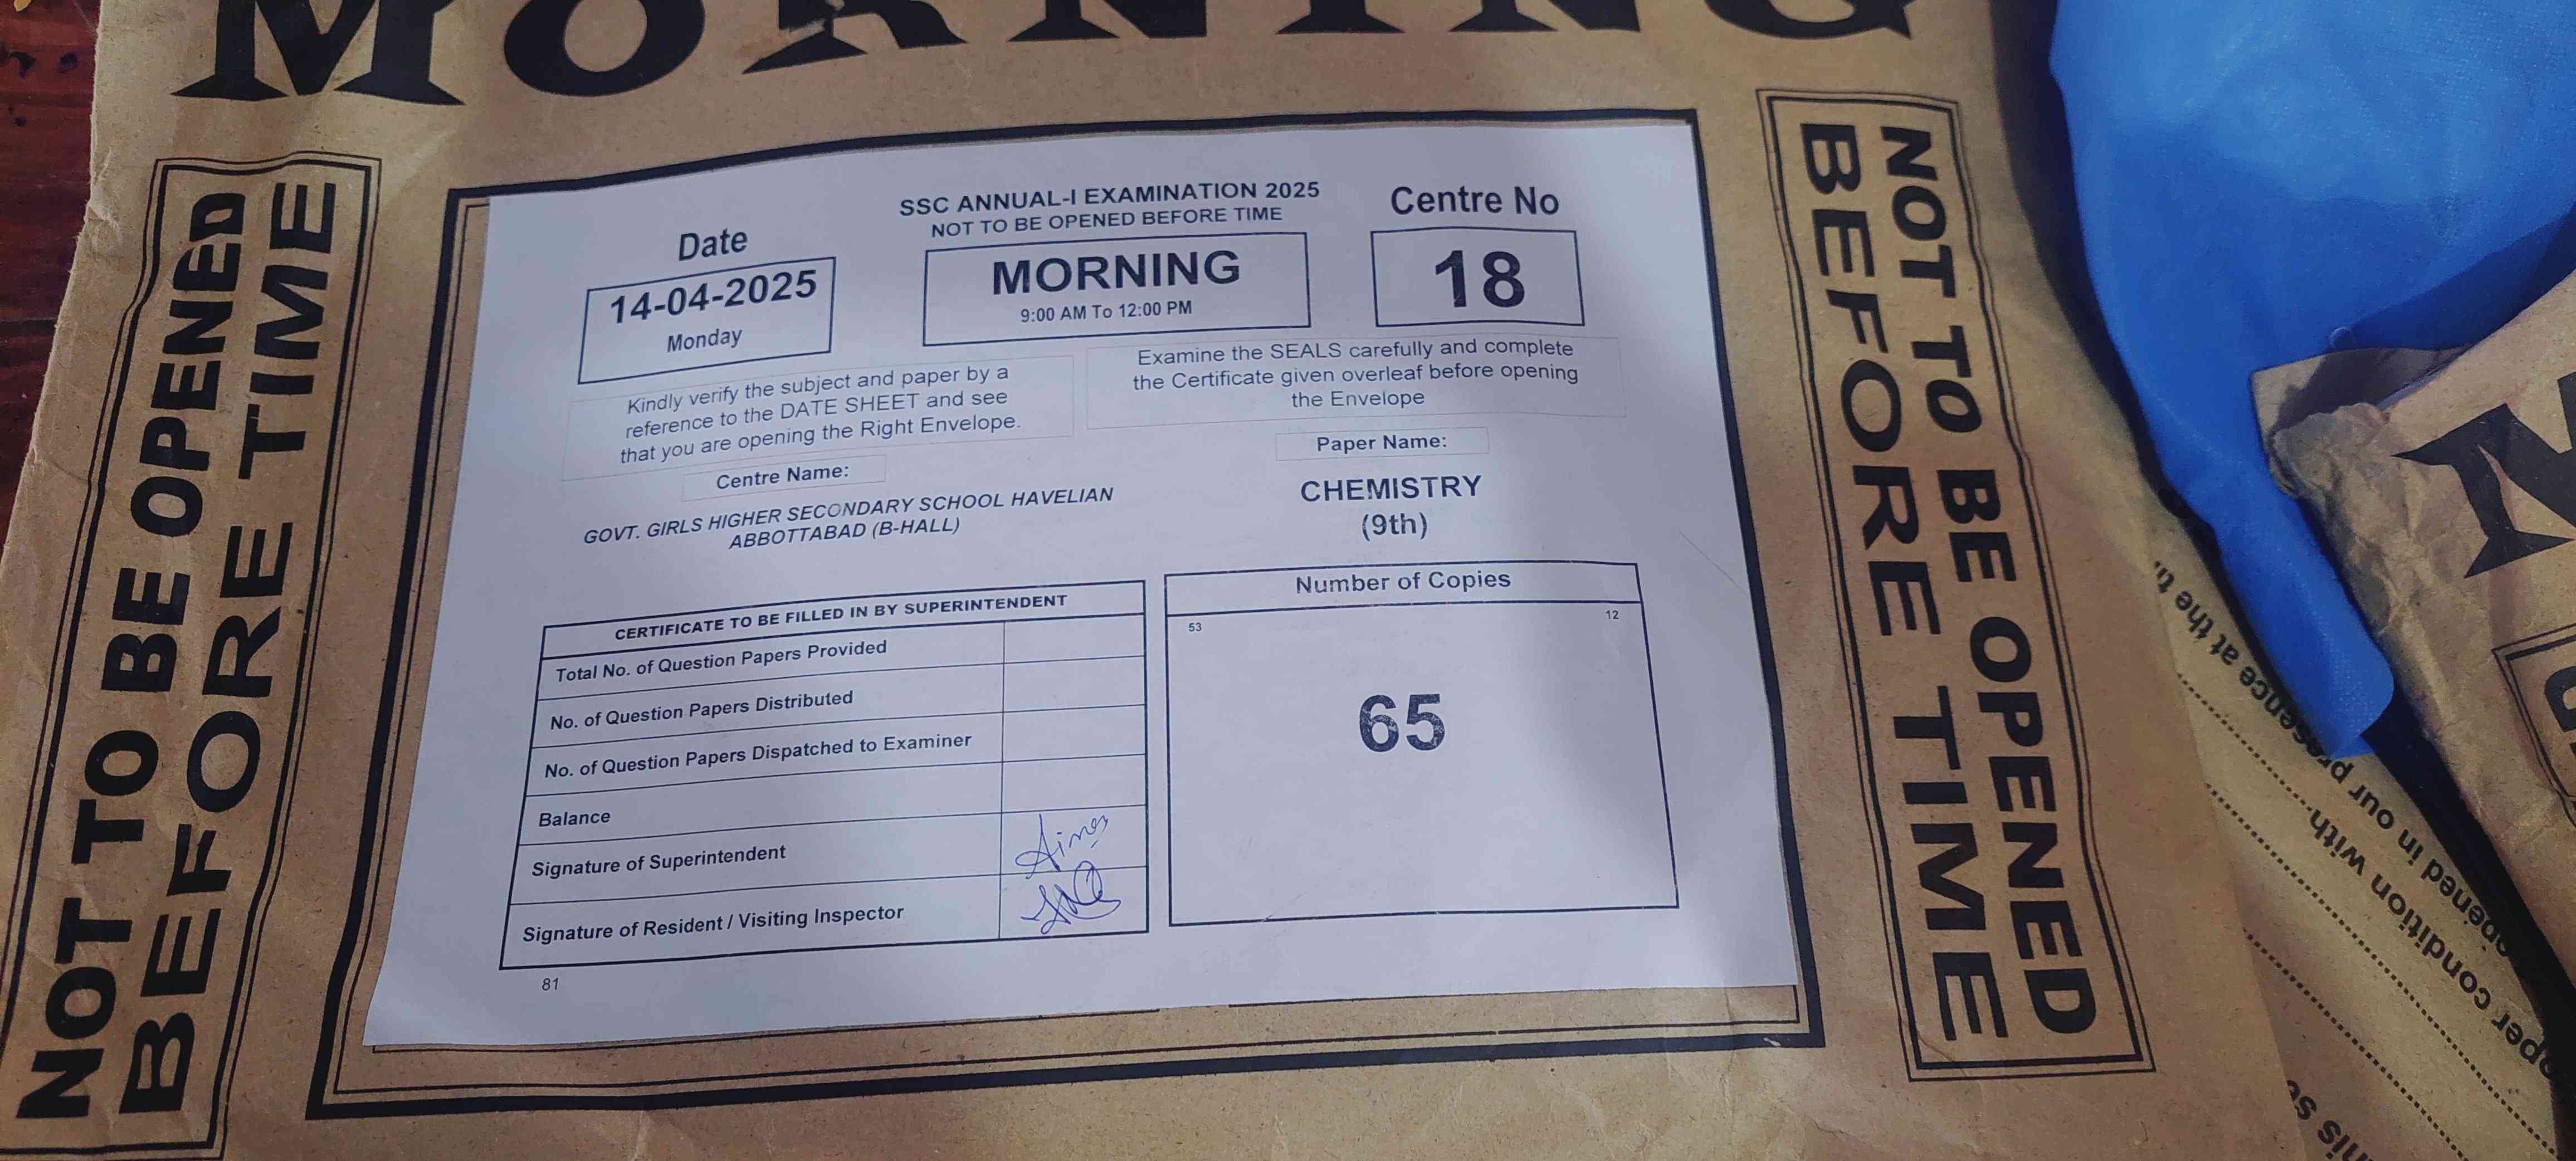 MORNING
NOT TO BE OPENED
BEFORE TIME
SSC ANNUAL-I EXAMINATION 2025
NOT TO BE OPENED BEFORE TIME
Date
14-04-2025
Monday
MORNING
9:00 AM To 12:00 PM
Centre No
18
Kindly verify the subject and paper by a
reference to the DATE SHEET and see
that you are opening the Right Envelope.
Examine the SEALS carefully and complete
the Certificate given overleaf before opening
the Envelope
Centre Name:
GOVT. GIRLS HIGHER SECONDARY SCHOOL HAVELIAN
ABBOTTABAD (B-HALL)
Paper Name:
CHEMISTRY
(9th)
CERTIFICATE TO BE FILLED IN BY SUPERINTENDENT
Total No. of Question Papers Provided
No. of Question Papers Distributed
No. of Question Papers Dispatched to Examiner
Balance
Signature of Superintendent
Signature of Resident / Visiting Inspector
81
Number of Copies
53
12
65
NOT TO BE OPENED
BEFORE TIME
presence at the
opened in our
condition with